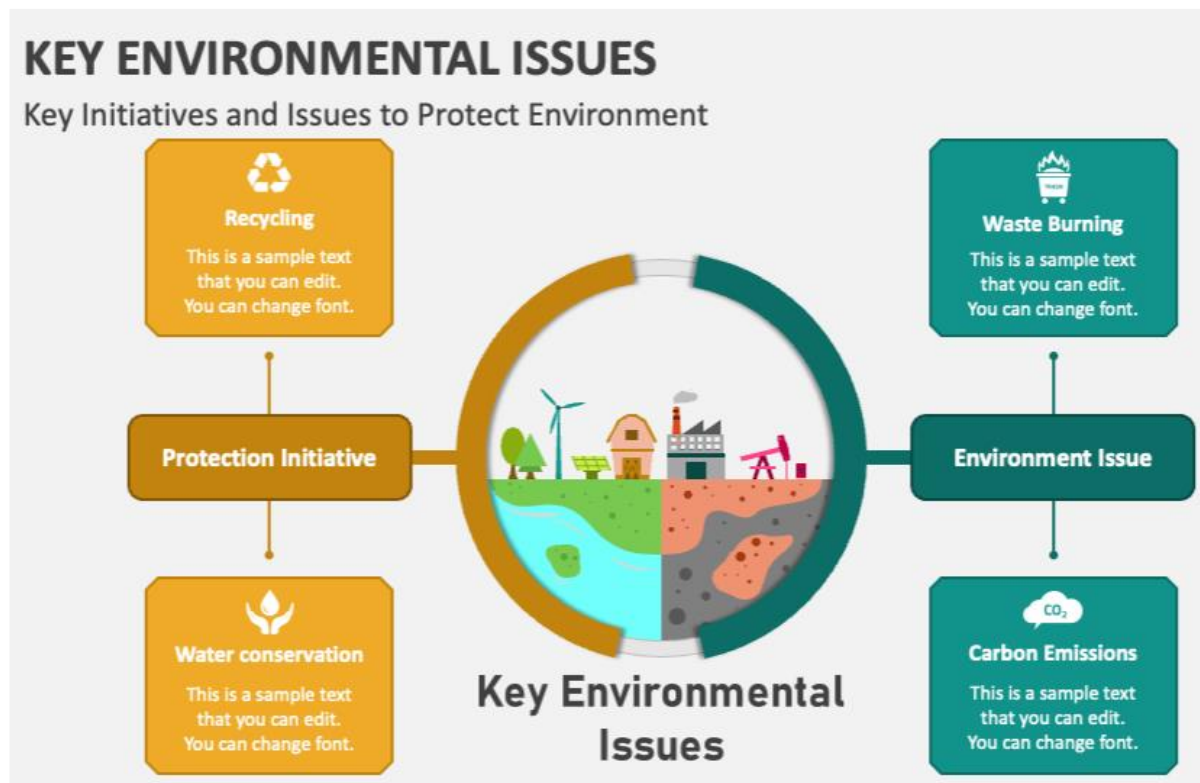 KEY ENVIRONMENTAL ISSUES
Key Initiatives and Issues to Protect Environment
Recycling
This is a sample text
that you can edit.
You can change font.
Protection Initiative
Water conservation
This is a sample text
that you can edit.
You can change font.
Key Environmental
Issues
TRASH
Waste Burning
This is a sample text
that you can edit.
You can change font.
Environment Issue
CO₂
Carbon Emissions
This is a sample text
that you can edit.
You can change font.